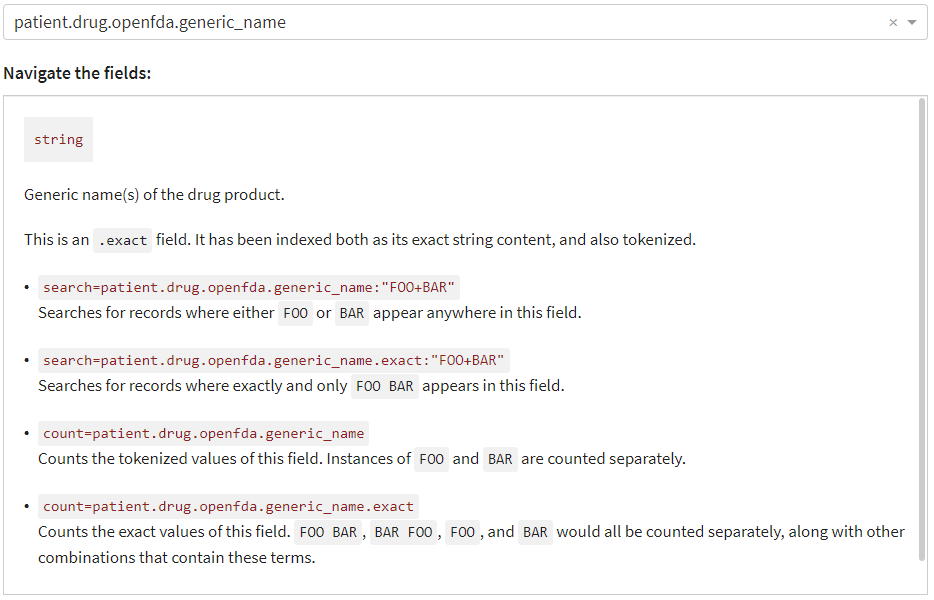 patient.drug.openfda.generic_name
Navigate the fields:
string
Generic name(s) of the drug product.
This is an .exact field. It has been indexed both as its exact string content, and also tokenized.
• search=patient.drug.openfda.generic_name:"FOO+BAR"
Searches for records where either FOO or BAR appear anywhere in this field.
• search=patient.drug.openfda.generic_name.exact:"FOO+BAR"
Searches for records where exactly and only FOO BAR appears in this field.
• count=patient.drug.openfda.generic_name
Counts the tokenized values of this field. Instances of FOO and BAR are counted separately.
• count=patient.drug.openfda.generic_name.exact
Counts the exact values of this field. FOO BAR, BAR FOO, FOO, and BAR would all be counted separately, along with other
combinations that contain these terms.